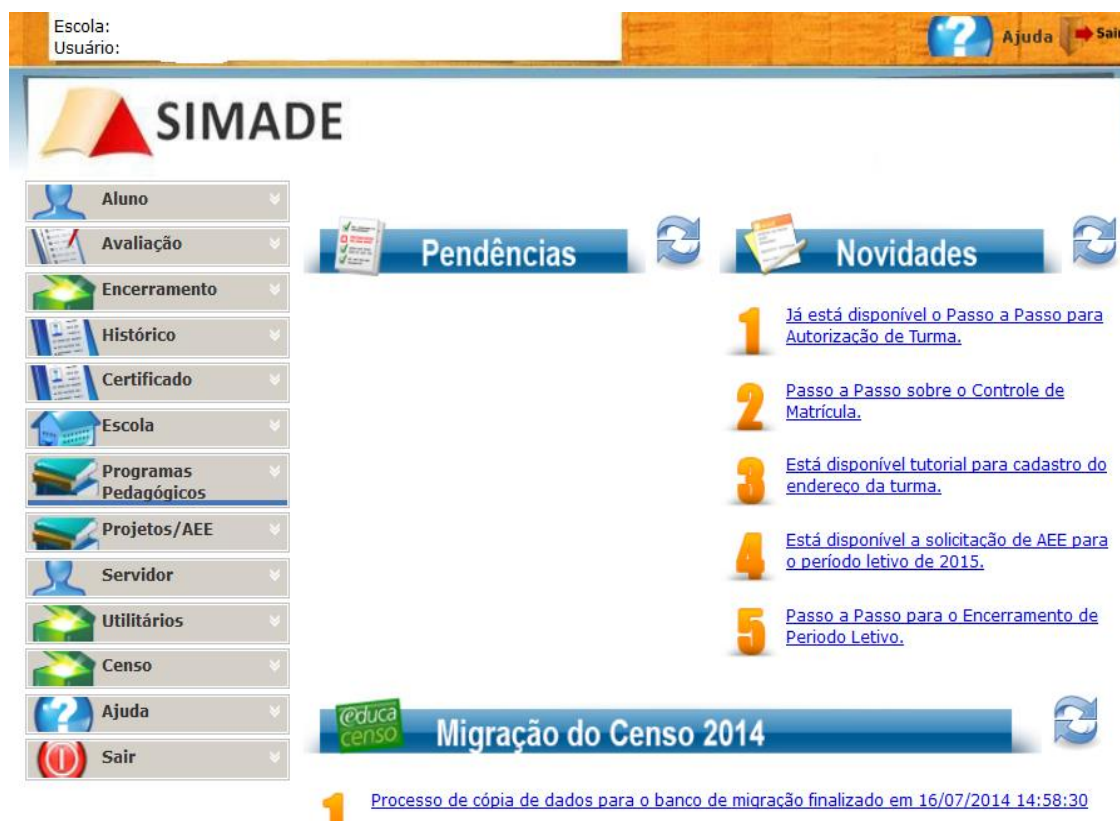 Escola:
Usuário:
Ajuda
Sair
SIMADE
Aluno
Avaliação
Encerramento
Histórico
Certificado
Escola
Programas
Pedagógicos
Projetos/AEE
Servidor
Utilitários
Censo
Ajuda
Sair
Pendências
Novidades
1 Já está disponível o Passo a Passo para
Autorização de Turma.
2 Passo a Passo sobre o Controle de
Matrícula.
3 Está disponível tutorial para cadastro do
endereço da turma.
4 Está disponível a solicitação de AEE para
o período letivo de 2015.
5 Passo a Passo para o Encerramento de
Periodo Letivo.
educa
censo
Migração do Censo 2014
1 Processo de cópia de dados para o banco de migração finalizado em 16/07/2014 14:58:30